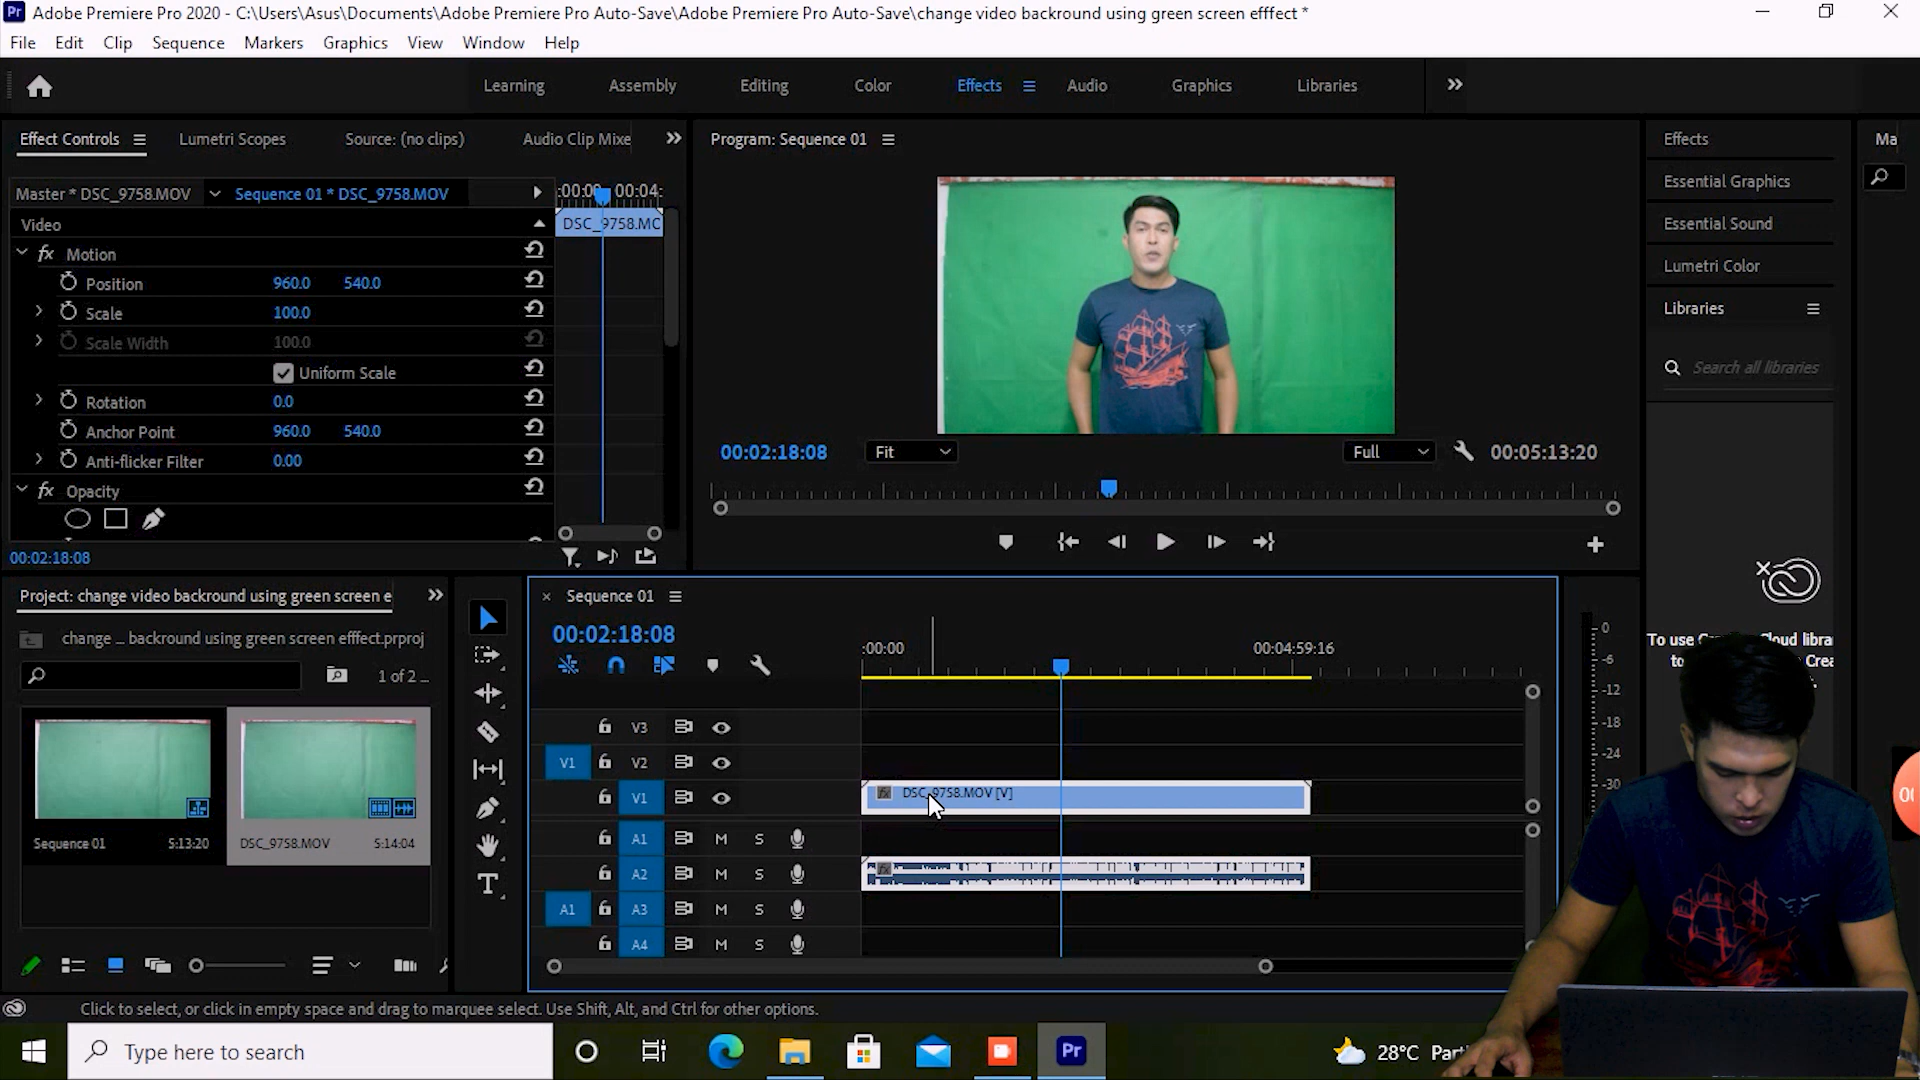 Adobe Premiere Pro 2020 - C:\Users\Asus\Documents\Adobe Premiere Pro Auto-Save\Adobe Premiere Pro Auto-Save\change video backround using green screen efffect *
File Edit Clip Sequence Markers Graphics View Window Help
Learning Assembly Editing Color Effects Audio Graphics Libraries
Effect Controls Lumetri Scopes Source: (no clips) Audio Clip Mixe
Program: Sequence 01
Effects
Ma
Master * DSC_9758.MOV Sequence 01 * DSC_9758.MOV
00:04:
Video
DSC_9758.MC
Motion
Position 960.0 540.0
Scale 100.0
Scale Width 100.0
Uniform Scale
Rotation 0.0
Anchor Point 960.0 540.0
Anti-flicker Filter 0.00
Opacity
00:02:18:08
00:02:18:08 Fit Full 00:05:13:20
Essential Graphics
Essential Sound
Lumetri Color
Libraries
Search all libraries
Project: change video backround using green screen e
change ... backround using green screen efffect.prproj
1 of 2 ...
Sequence 01 5:13:20
DSC_9758.MOV 5:14:04
Sequence 01
00:02:18:08
:00:00 00:04:59:16
V3
V1 V2
V1 DSC_9758.MOV [V]
A1 M S
A2 M S
A1 A3 M S
A4 M S
0
-6
-12
-18
-24
-30
Click to select, or click in empty space and drag to marquee select. Use Shift, Alt, and Ctrl for other options.
Type here to search
28°C